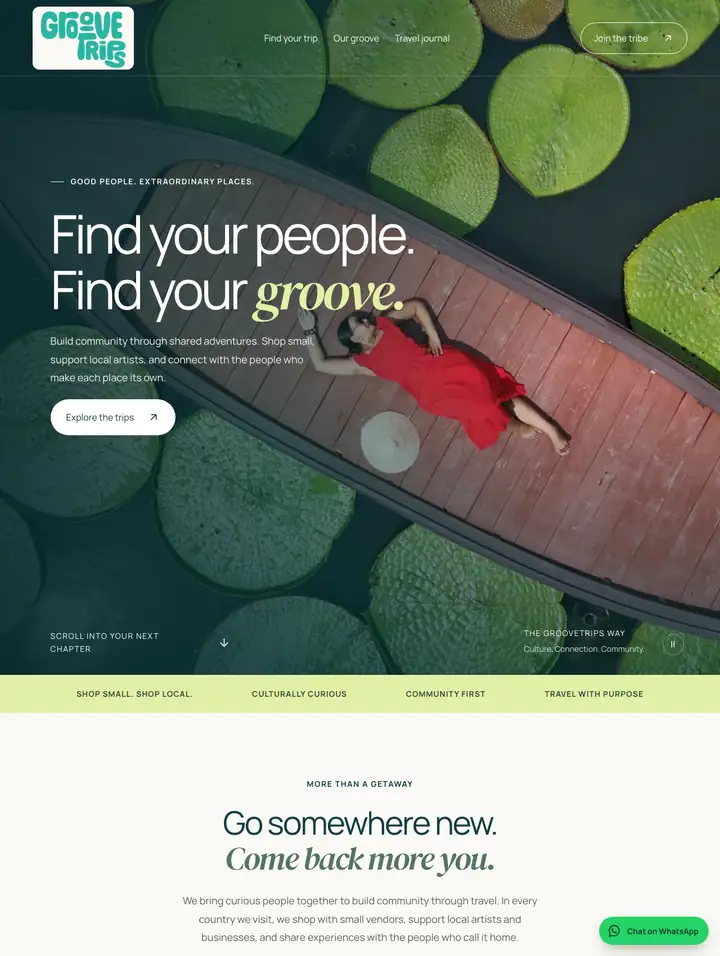 GROOVE
TRIPS
Find your trip
Our groove
Travel journal
Join the tribe
GOOD PEOPLE. EXTRAORDINARY PLACES.
Find your people.
Find your groove.
Build community through shared adventures. Shop small,
support local artists, and connect with the people who
make each place its own.
Explore the trips
SCROLL INTO YOUR NEXT
CHAPTER
THE GROOVETRIPS WAY
Culture. Connection. Community.
SHOP SMALL. SHOP LOCAL.
CULTURALLY CURIOUS
COMMUNITY FIRST
TRAVEL WITH PURPOSE
MORE THAN A GETAWAY
Go somewhere new.
Come back more you.
We bring curious people together to build community through travel. In every
country we visit, we shop with small vendors, support local artists and
businesses, and share experiences with the people who call it home.
Chat on WhatsApp